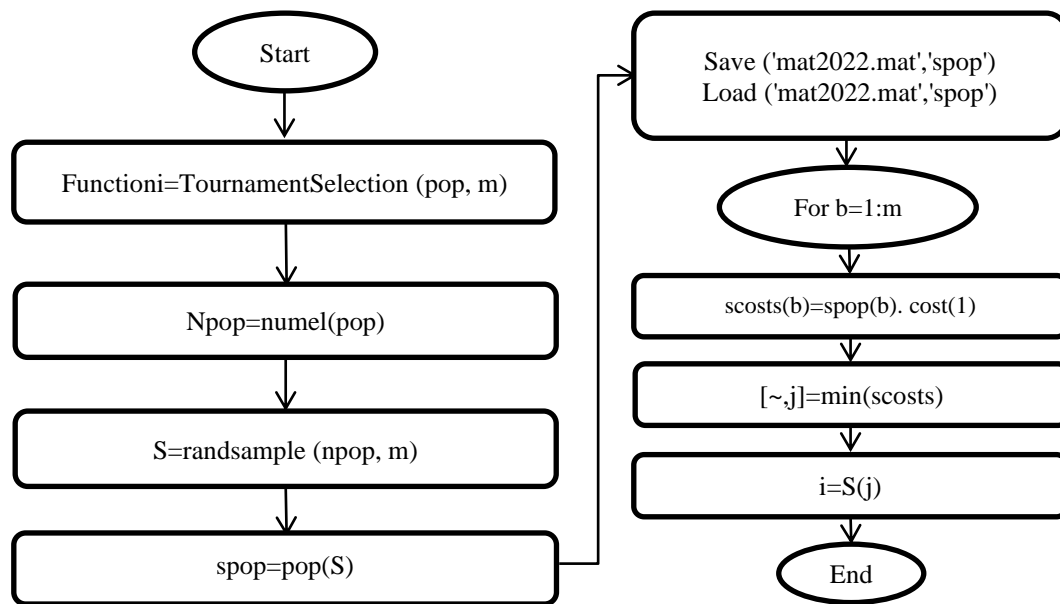 Start
Functioni=TournamentSelection (pop, m)
Npop=numel(pop)
S=randsample (npop, m)
spop=pop(S)
Save ('mat2022.mat','spop')
Load ('mat2022.mat','spop')
For b=1:m
scosts(b)=spop(b). cost(1)
[~,j]=min(scosts)
i=S(j)
End